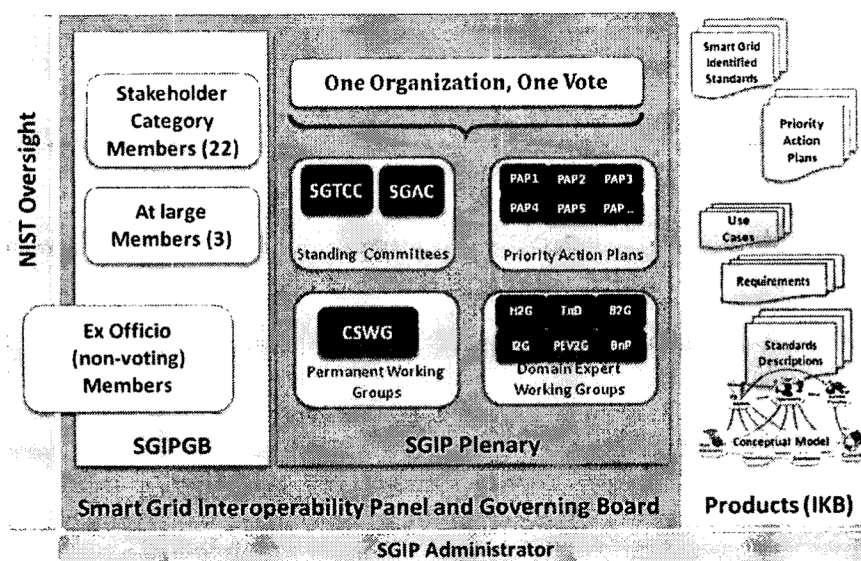 NIST Oversight
Stakeholder
Category
Members (22)
At large
Members (3)
Ex Officio
(non-voting)
Members
SGIPGB
One Organization, One Vote
SGTCC SGAC
Standing Committees
PAP1 PAP2 PAP3
PAP4 PAP5 PAP...
Priority Action Plans
CSWG
Permanent Working
Groups
H2G TnD B2G
I2G PEV2G BnP
Domain Expert
Working Groups
SGIP Plenary
Smart Grid Interoperability Panel and Governing Board
Smart Grid
Identified
Standards
Priority
Action
Plans
Use
Cases
Requirements
Standards
Descriptions
Conceptual Model
Products (IKB)
SGIP Administrator